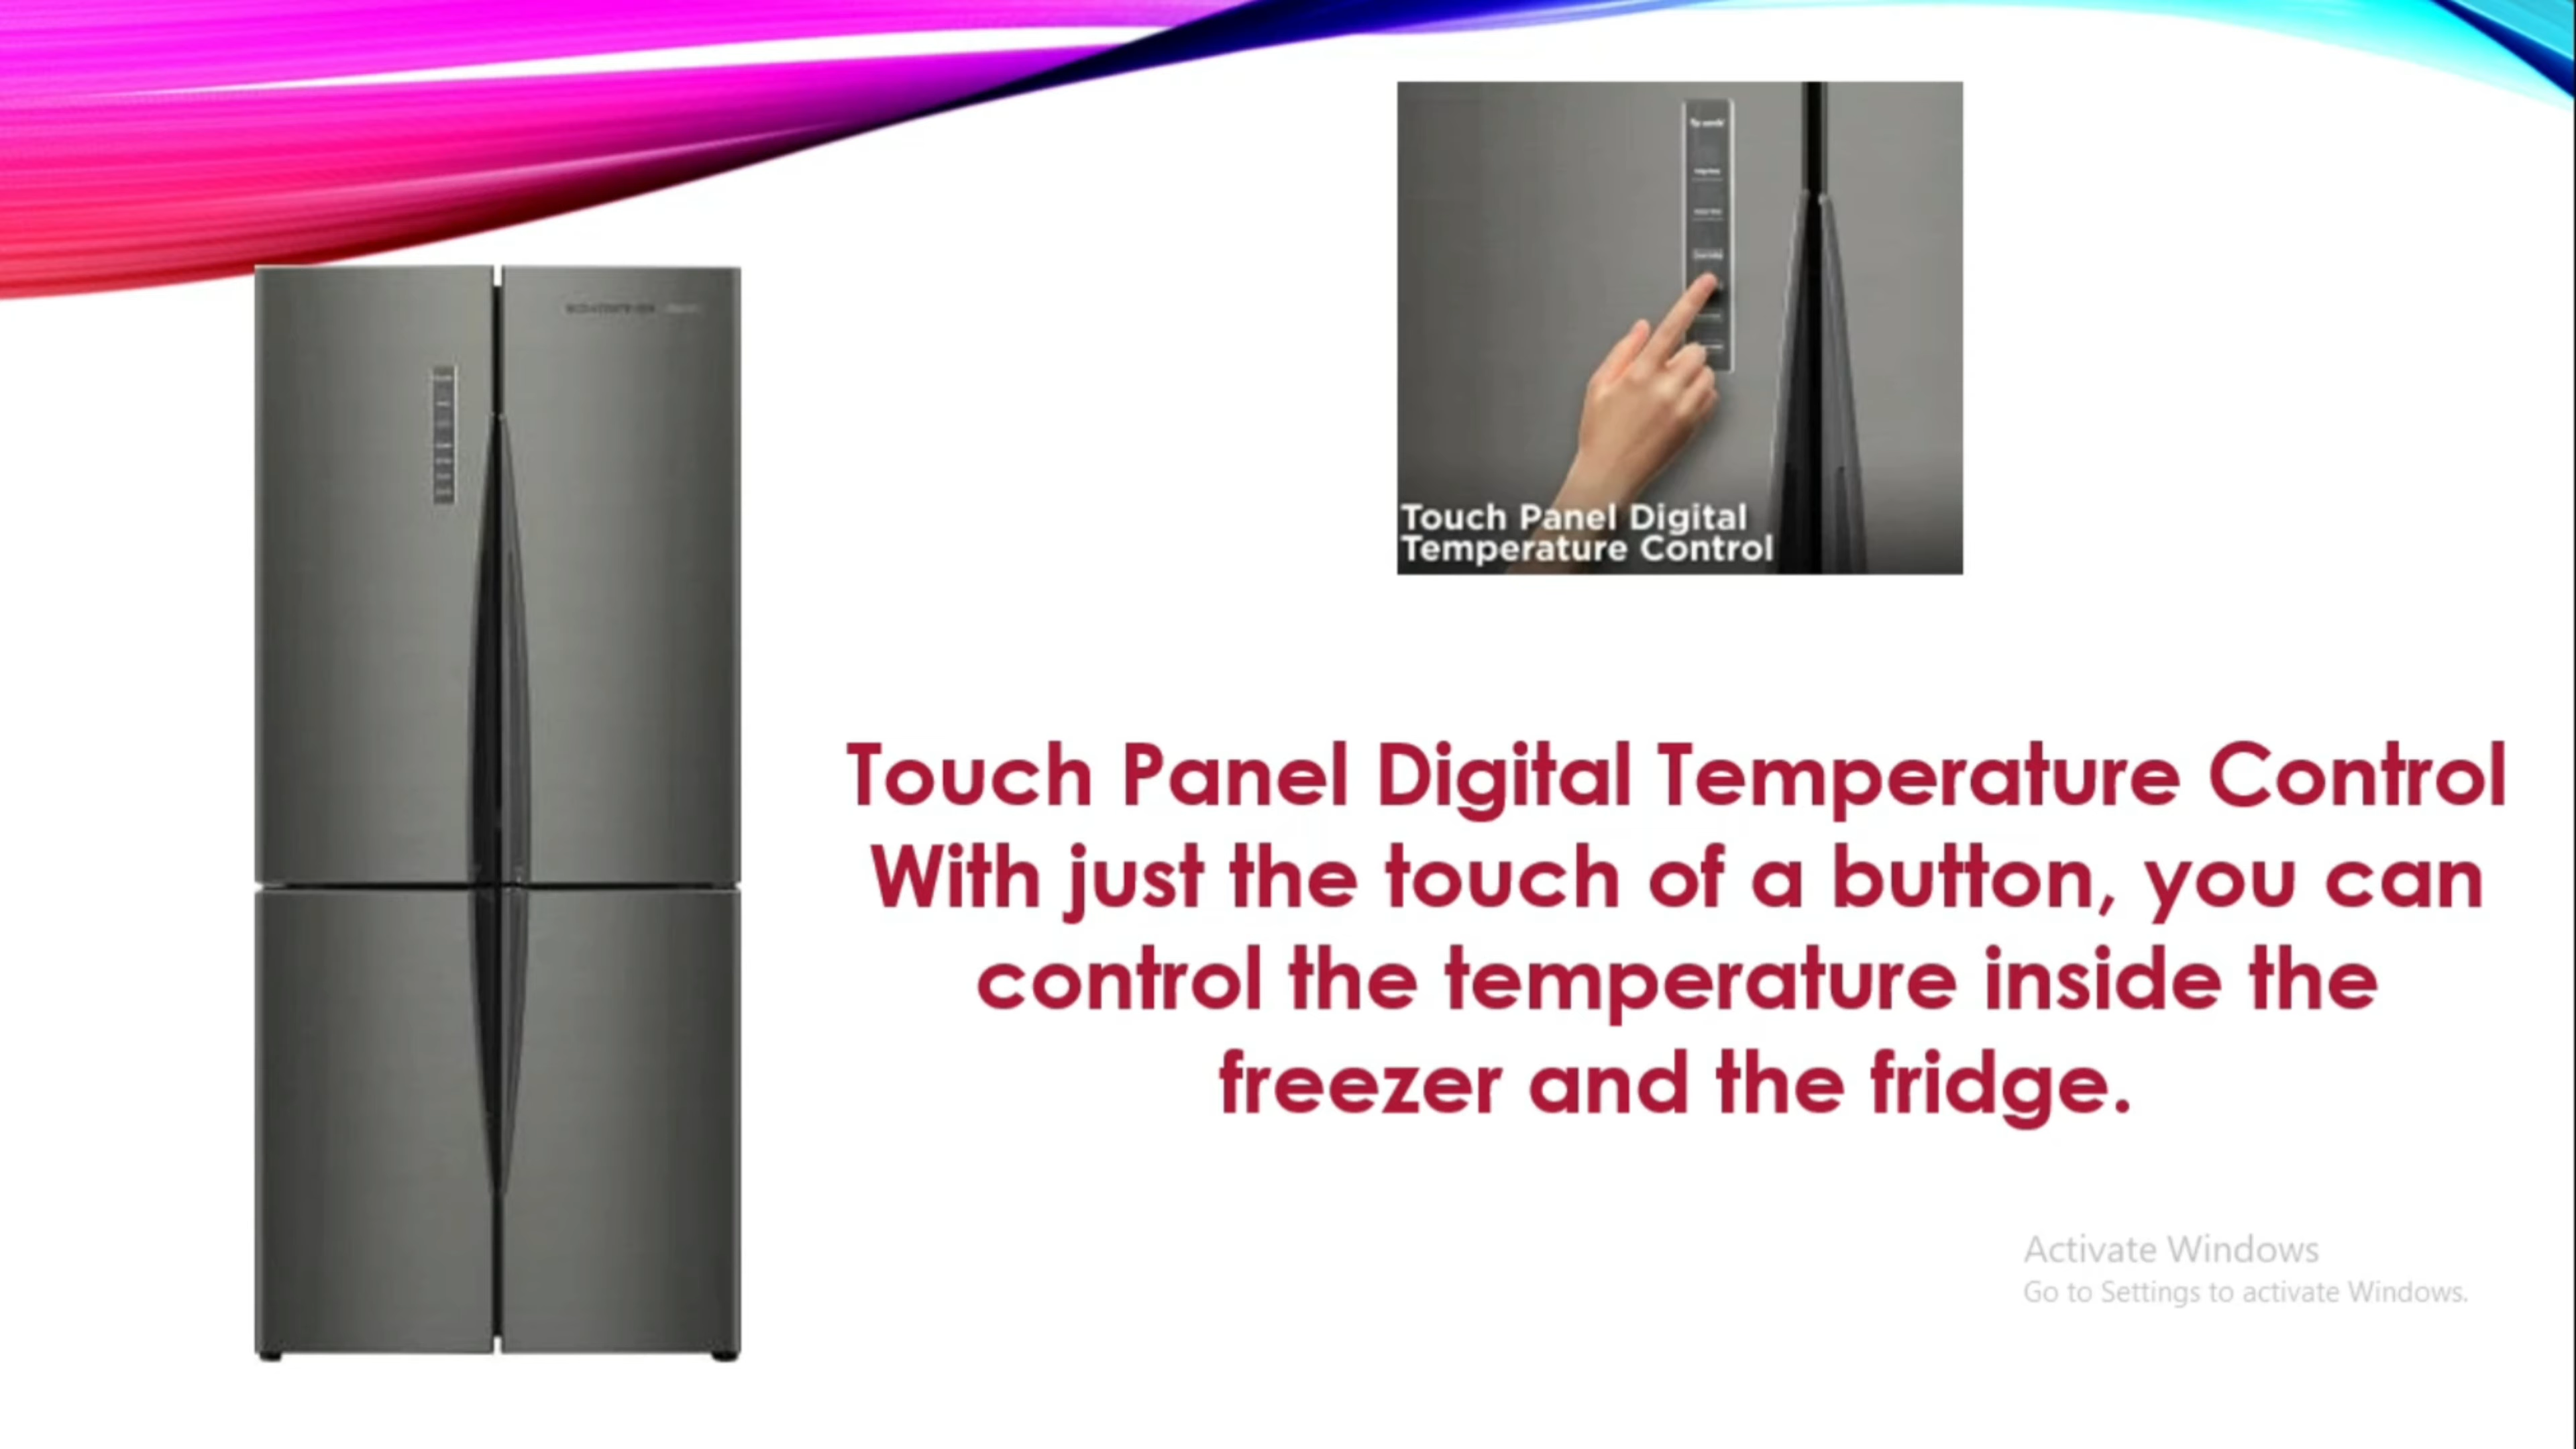 Touch Panel Digital
Temperature Control
Touch Panel Digital Temperature Control
With just the touch of a button, you can
control the temperature inside the
freezer and the fridge.
Activate Windows
Go to Settings to activate Windows.